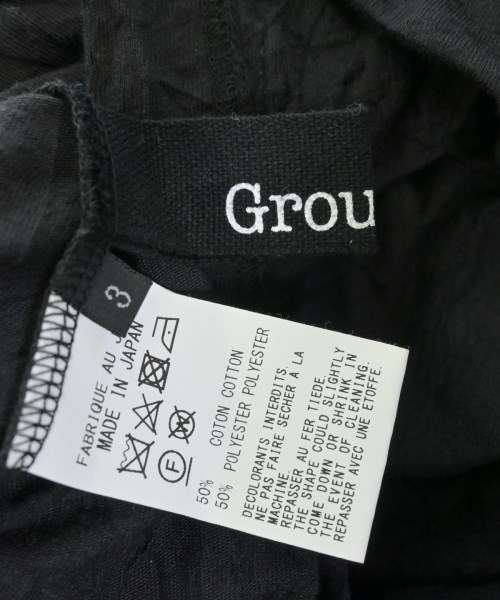 Grou
3
FABRIQUE AU J
MADE IN JAPAN
F
50% COTON COTTON
50% POLYESTER POLYESTER
DECOLORANTS INTERDITS.
NE PAS FAIRE SECHER A LA
MACHINE.
REPASSER AU FER TIEDE.
THE SHAPE COULD SLIGHTLY
COME DOWN OR SHRINK IN
THE EVENT OF CLEANING.
REPASSER AVEC UNE ETOFFE.